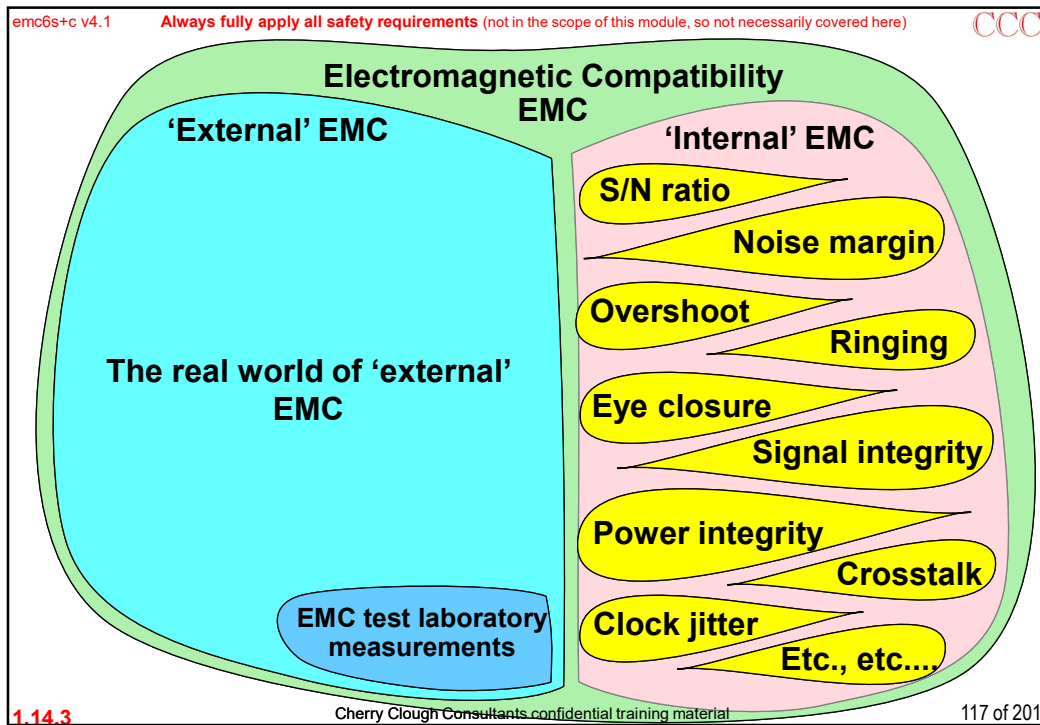 emc6s+c v4.1
Always fully apply all safety requirements (not in the scope of this module, so not necessarily covered here)
CCC
Electromagnetic Compatibility
EMC
‘External’ EMC
The real world of ‘external’
EMC
EMC test laboratory
measurements
‘Internal’ EMC
S/N ratio
Noise margin
Overshoot
Ringing
Eye closure
Signal integrity
Power integrity
Crosstalk
Clock jitter
Etc., etc....
1.14.3
Cherry Clough Consultants confidential training material
117 of 201